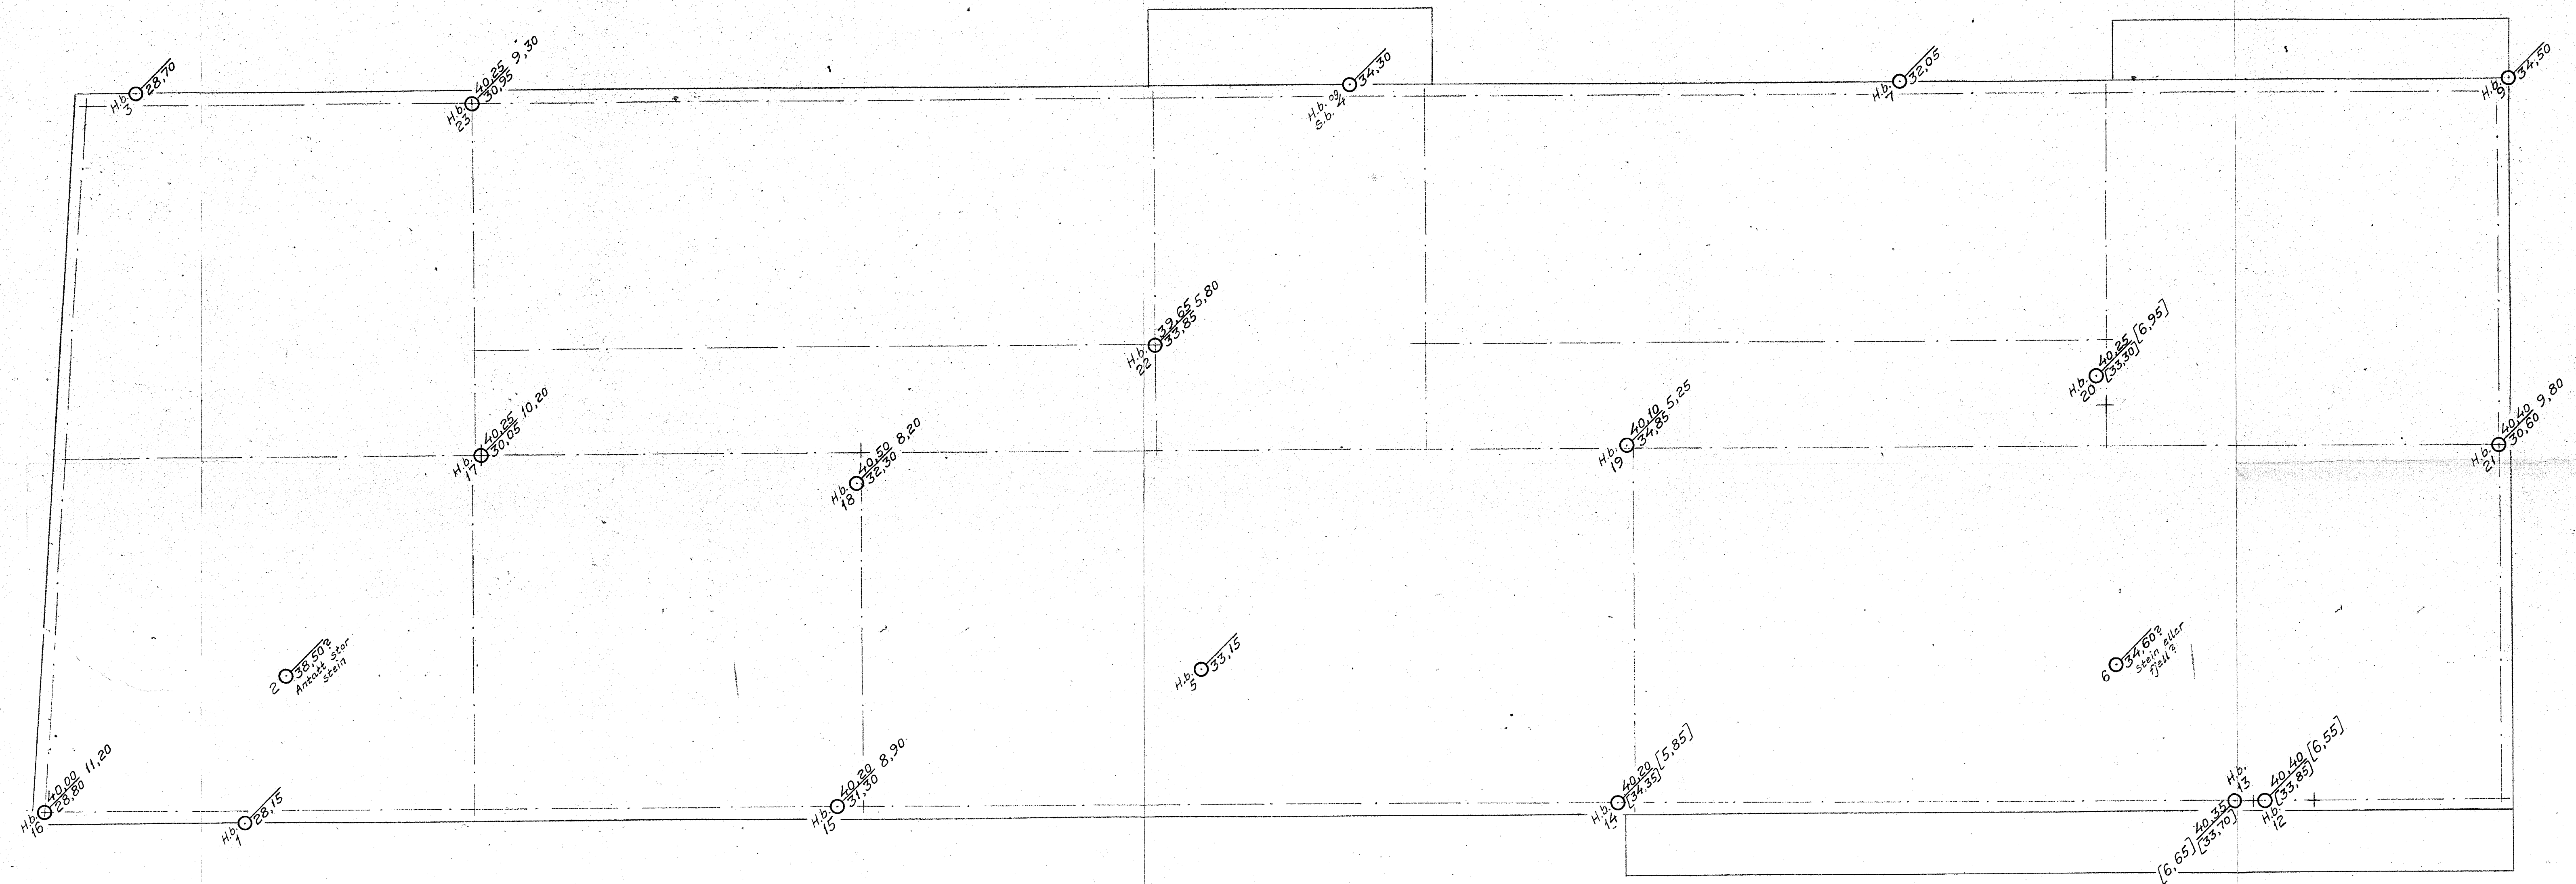 H.b.
3
28,70
H.b.
23
40,25
30,95
9,30
H.b. og
S.b.
4
34,30
H.b.
7
32,05
H.b.
9
34,50
H.b.
22
39,65
33,85
5,80
H.b.
20
40,25
[33,30]
[6,95]
H.b.
17
40,25
30,05
10,20
H.b.
18
40,50
32,30
8,20
H.b.
19
40,10
34,85
5,25
H.b.
21
40,40
30,60
9,80
2
38,50?
Antatt stor
stein
H.b.
5
33,15
6
34,60?
Stein eller
fjell?
H.b.
16
40,00
28,80
11,20
H.b.
1
28,15
H.b.
15
40,20
31,30
8,90
H.b.
14
40,20
[34,35]
[5,85]
H.b.
13
40,35
[33,70]
[6,65]
H.b.
12
40,40
[33,85]
[6,55]